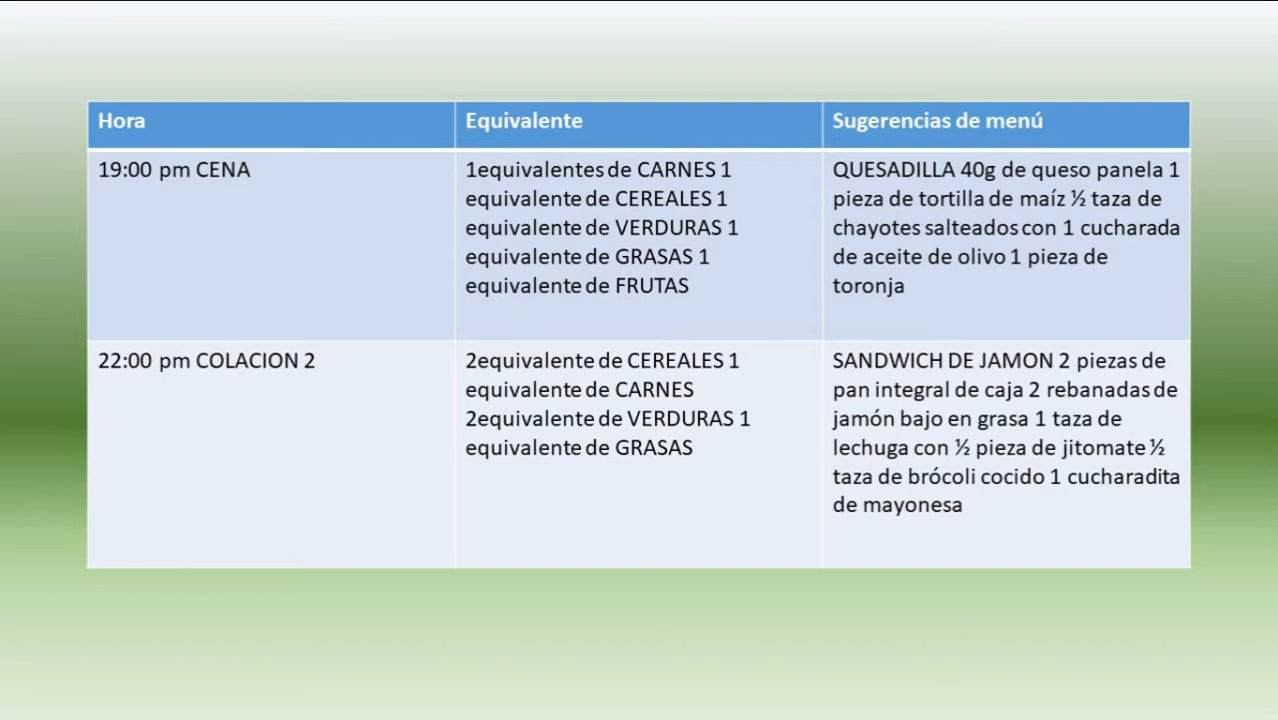 Hora
Equivalente
Sugerencias de menú
19:00 pm CENA
1equivalentes de CARNES 1
equivalente de CEREALES 1
equivalente de VERDURAS 1
equivalente de GRASAS 1
equivalente de FRUTAS
QUESADILLA 40g de queso panela 1
pieza de tortilla de maíz ½ taza de
chayotes salteados con 1 cucharada
de aceite de olivo 1 pieza de
toronja
22:00 pm COLACION 2
2equivalente de CEREALES 1
equivalente de CARNES
2equivalente de VERDURAS 1
equivalente de GRASAS
SANDWICH DE JAMON 2 piezas de
pan integral de caja 2 rebanadas de
jamón bajo en grasa 1 taza de
lechuga con ½ pieza de jitomate ½
taza de brócoli cocido 1 cucharadita
de mayonesa